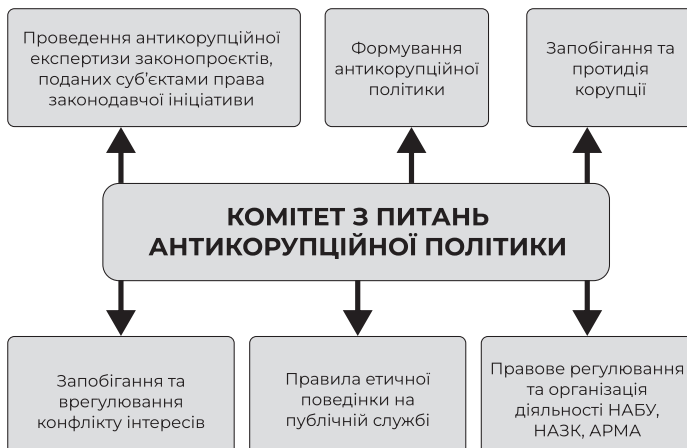 Проведення антикорупційної
експертизи законопроєктів,
поданих суб’єктами права
законодавчої ініціативи
Формування
антикорупційної
політики
Запобігання та
протидія
корупції
КОМІТЕТ З ПИТАНЬ
АНТИКОРУПЦІЙНОЇ ПОЛІТИКИ
Запобігання та
врегулювання
конфлікту інтересів
Правила етичної
поведінки на
публічній службі
Правове регулювання
та організація
діяльності НАБУ,
НАЗК, АРМА